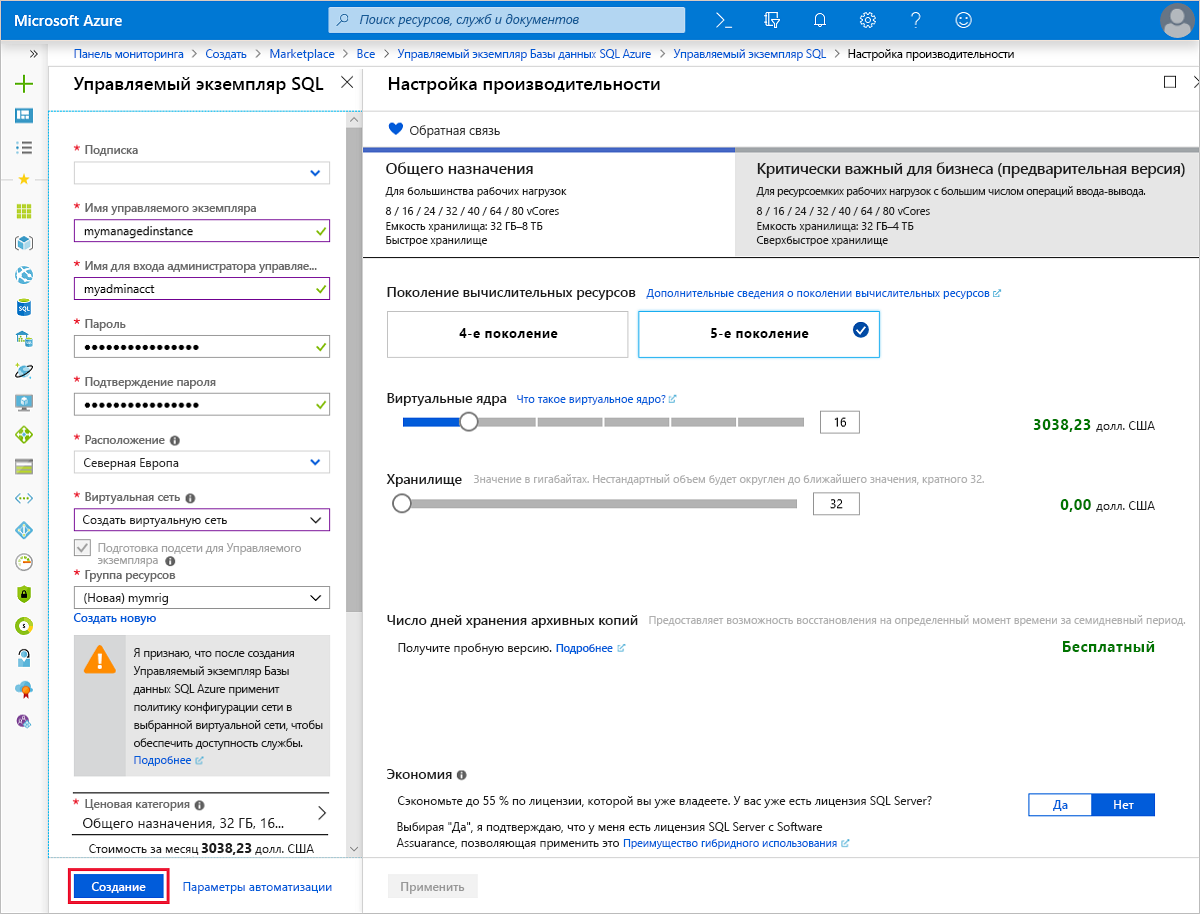 Microsoft Azure
Поиск ресурсов, служб и документов
Панель мониторинга > Создать > Marketplace > Все > Управляемый экземпляр Базы данных SQL Azure > Управляемый экземпляр SQL > Настройка производительности
Управляемый экземпляр SQL
* Подписка
* Имя управляемого экземпляра
mymanagedinstance
* Имя для входа администратора управляе...
myadminacct
* Пароль
* Подтверждение пароля
* Расположение
Северная Европа
* Виртуальная сеть
Создать виртуальную сеть
Подготовка подсети для Управляемого
экземпляра
* Группа ресурсов
(Новая) mymrig
Создать новую
Я признаю, что после создания
Управляемый экземпляр Базы
данных SQL Azure применит
политику конфигурации сети в
выбранной виртуальной сети, чтобы
обеспечить доступность службы.
Подробнее
* Ценовая категория
Общего назначения, 32 ГБ, 16...
Стоимость за месяц 3038,23 долл. США
Создание
Параметры автоматизации
Настройка производительности
Обратная связь
Общего назначения
Для большинства рабочих нагрузок
8 / 16 / 24 / 32 / 40 / 64 / 80 vCores
Емкость хранилища: 32 ГБ–8 ТБ
Быстрое хранилище
Критически важный для бизнеса (предварительная версия)
Для ресурсоемких рабочих нагрузок с большим числом операций ввода-вывода.
8 / 16 / 24 / 32 / 40 / 64 / 80 vCores
Емкость хранилища: 32 ГБ–4 ТБ
Сверхбыстрое хранилище
Поколение вычислительных ресурсов Дополнительные сведения о поколении вычислительных ресурсов
4-е поколение
5-е поколение
Виртуальные ядра Что такое виртуальное ядро?
16
3038,23 долл. США
Хранилище Значение в гигабайтах. Нестандартный объем будет округлен до ближайшего значения, кратного 32.
32
0,00 долл. США
Число дней хранения архивных копий Предоставляет возможность восстановления на определенный момент времени за семидневный период.
Получите пробную версию. Подробнее
Бесплатный
Экономия
Сэкономьте до 55 % по лицензии, которой вы уже владеете. У вас уже есть лицензия SQL Server?
Да
Нет
Выбирая "Да", я подтверждаю, что у меня есть лицензия SQL Server с Software
Assuarance, позволяющая применить это Преимущество гибридного использования
Применить
SQL